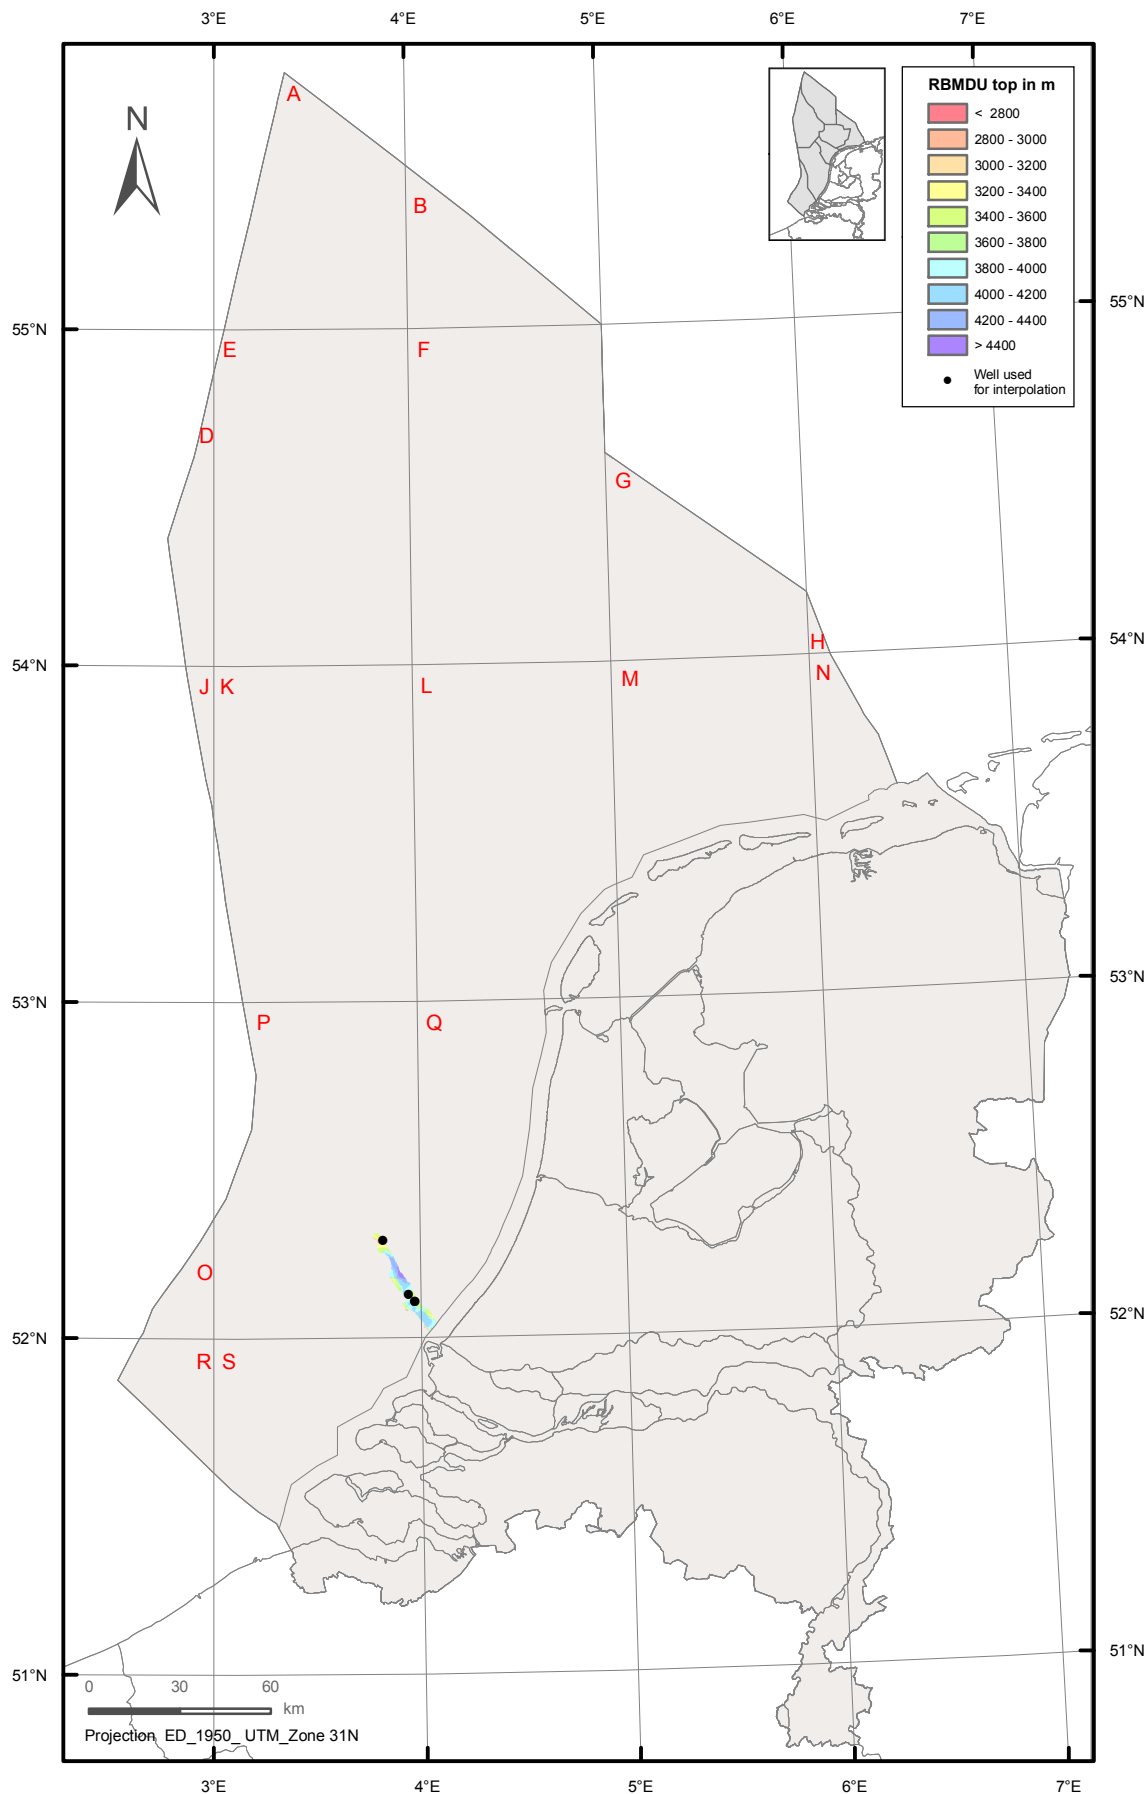 3°E 4°E 5°E 6°E 7°E
N
RBMDU top in m
< 2800
2800 - 3000
3000 - 3200
3200 - 3400
3400 - 3600
3600 - 3800
3800 - 4000
4000 - 4200
4200 - 4400
> 4400
Well used
for interpolation
A
B
55°N 55°N
E F
D
G
H
54°N 54°N
J K L M N
53°N 53°N
P Q
O
52°N 52°N
R S
51°N 51°N
0 30 60
km
Projection_ED_1950_UTM_Zone 31N
3°E 4°E 5°E 6°E 7°E